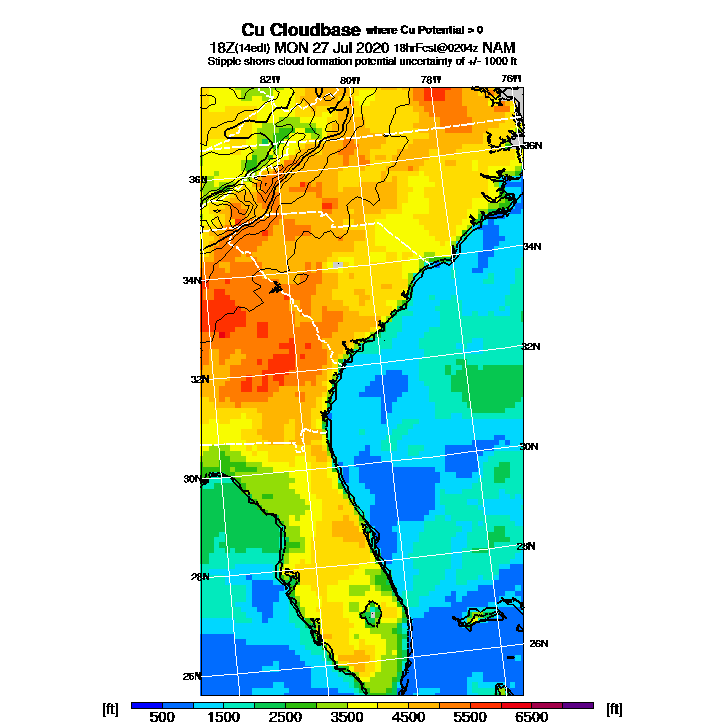 Cu Cloudbase where Cu Potential > 0
18Z(14edt) MON 27 Jul 2020 18hrFcst@0204z NAM
Stipple shows cloud formation potential uncertainty of +/- 1000 ft
82W 80W 78W 76W
36N
36N
34N
34N
32N
32N
30N
30N
28N
28N
26N
26N
[ft] 500 1500 2500 3500 4500 5500 6500 [ft]